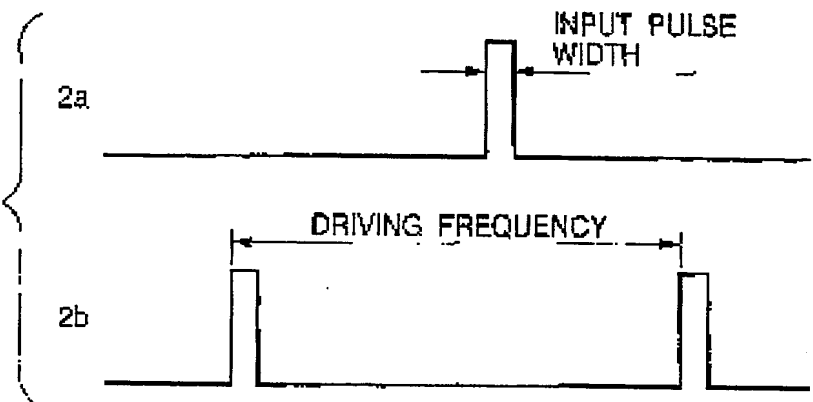 INPUT PULSE
WIDTH
2a
DRIVING FREQUENCY
2b